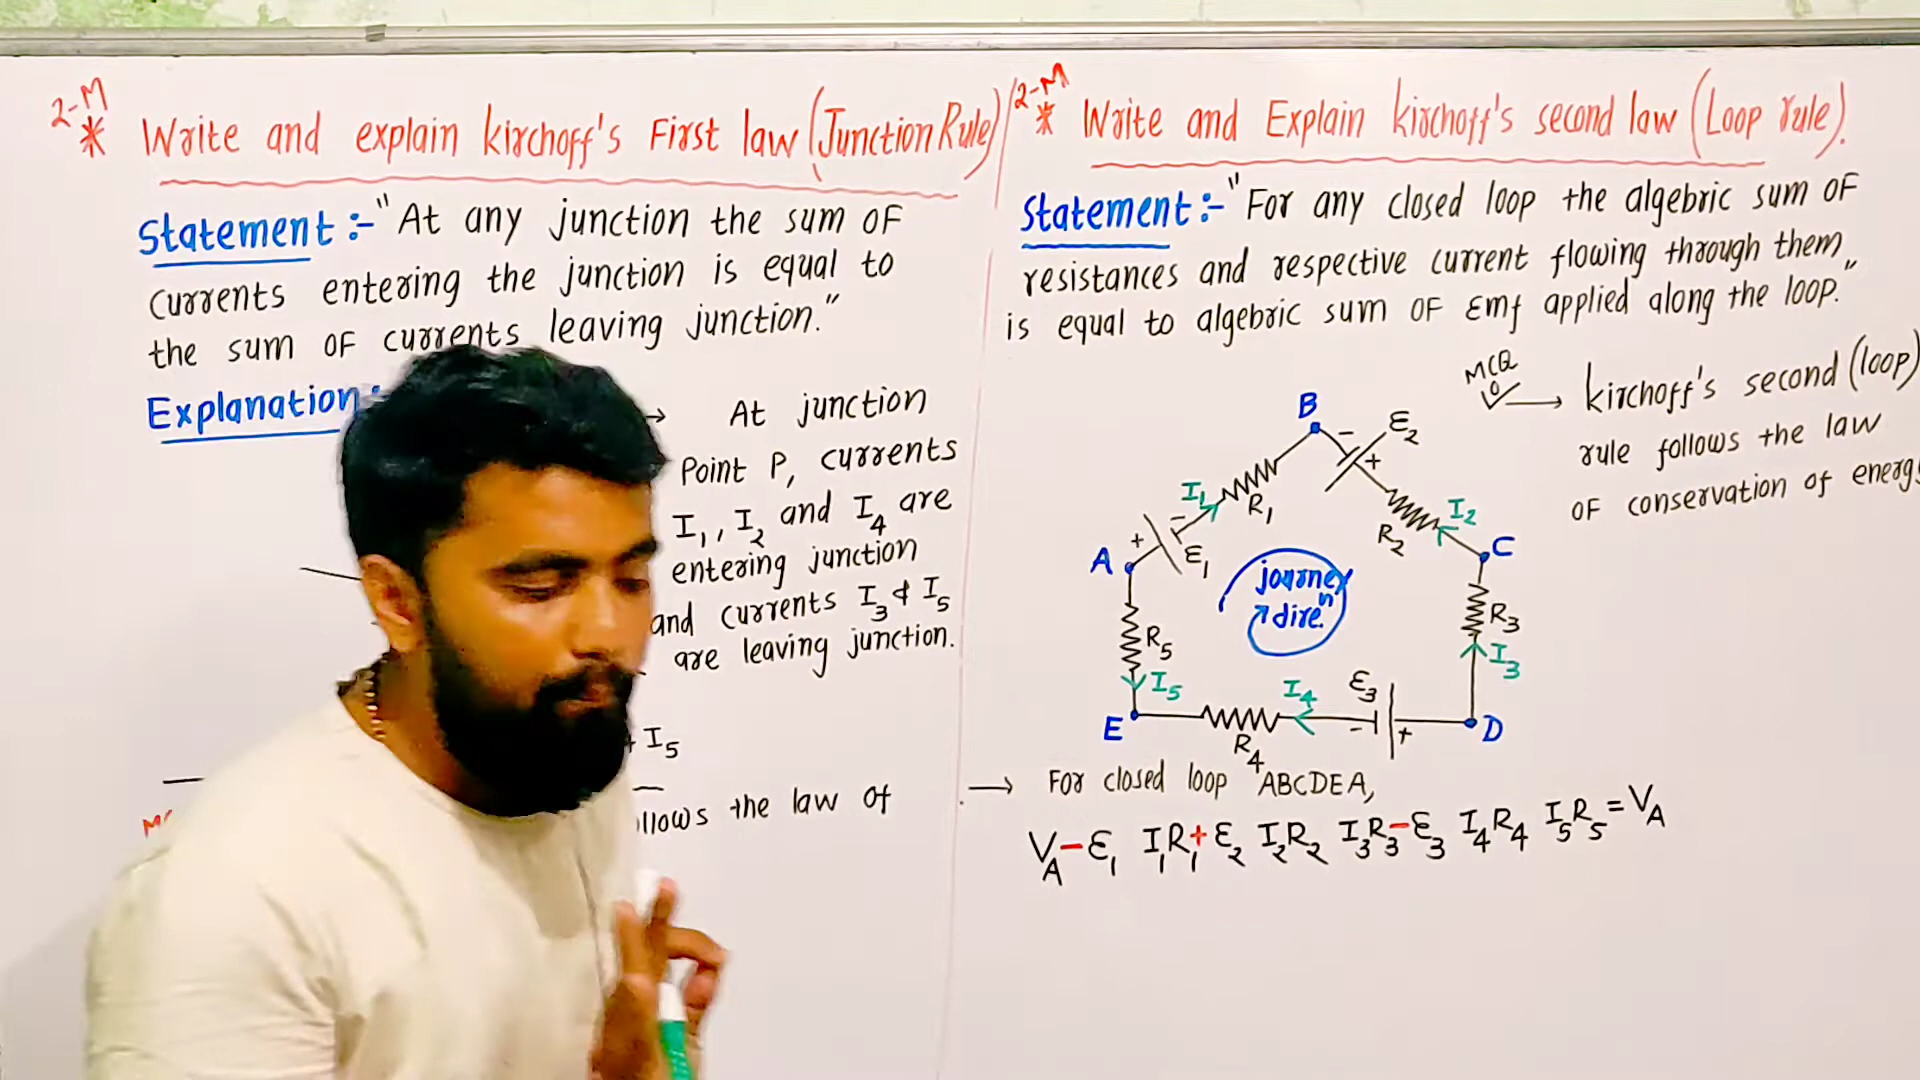 2-M
* Write and explain kirchoff's First law (Junction Rule)
Statement :- "At any junction the sum OF
currents entering the junction is equal to
the sum OF currents leaving junction."
Explanation :
→ At junction
Point P, currents
I₁, I₂ and I₄ are
entering junction
and currents I₃ & I₅
are leaving junction.
+ I₅
the law of
2-M
* Write and Explain kirchoff's second law (Loop rule).
Statement :- "For any closed loop the algebric sum OF
resistances and respective current flowing through them
is equal to algebric sum OF Emf applied along the loop."
MCQ
→ kirchoff's second (loop)
rule follows the law
OF conservation of energy
B
- +
ε₂
I₁
R₁
R₂
I₂
A
+ -
ε₁
C
journey
direⁿ.
R₅
R₃
I₅
I₃
I₄
ε₃
E
R₄
- +
D
→ For closed loop ABCDEA,
V_A - ε₁ I₁R₁ + ε₂ I₂R₂ I₃R₃ - ε₃ I₄R₄ I₅R₅ = V_A